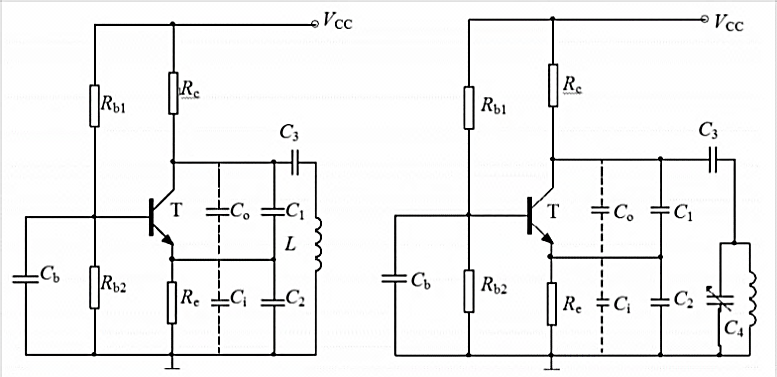 VCC
Rc
Rb1
C3
T
Co
C1
L
Cb
Rb2
Re
Ci
C2
VCC
Rc
Rb1
C3
T
Co
C1
Cb
Rb2
Re
Ci
C2
C4